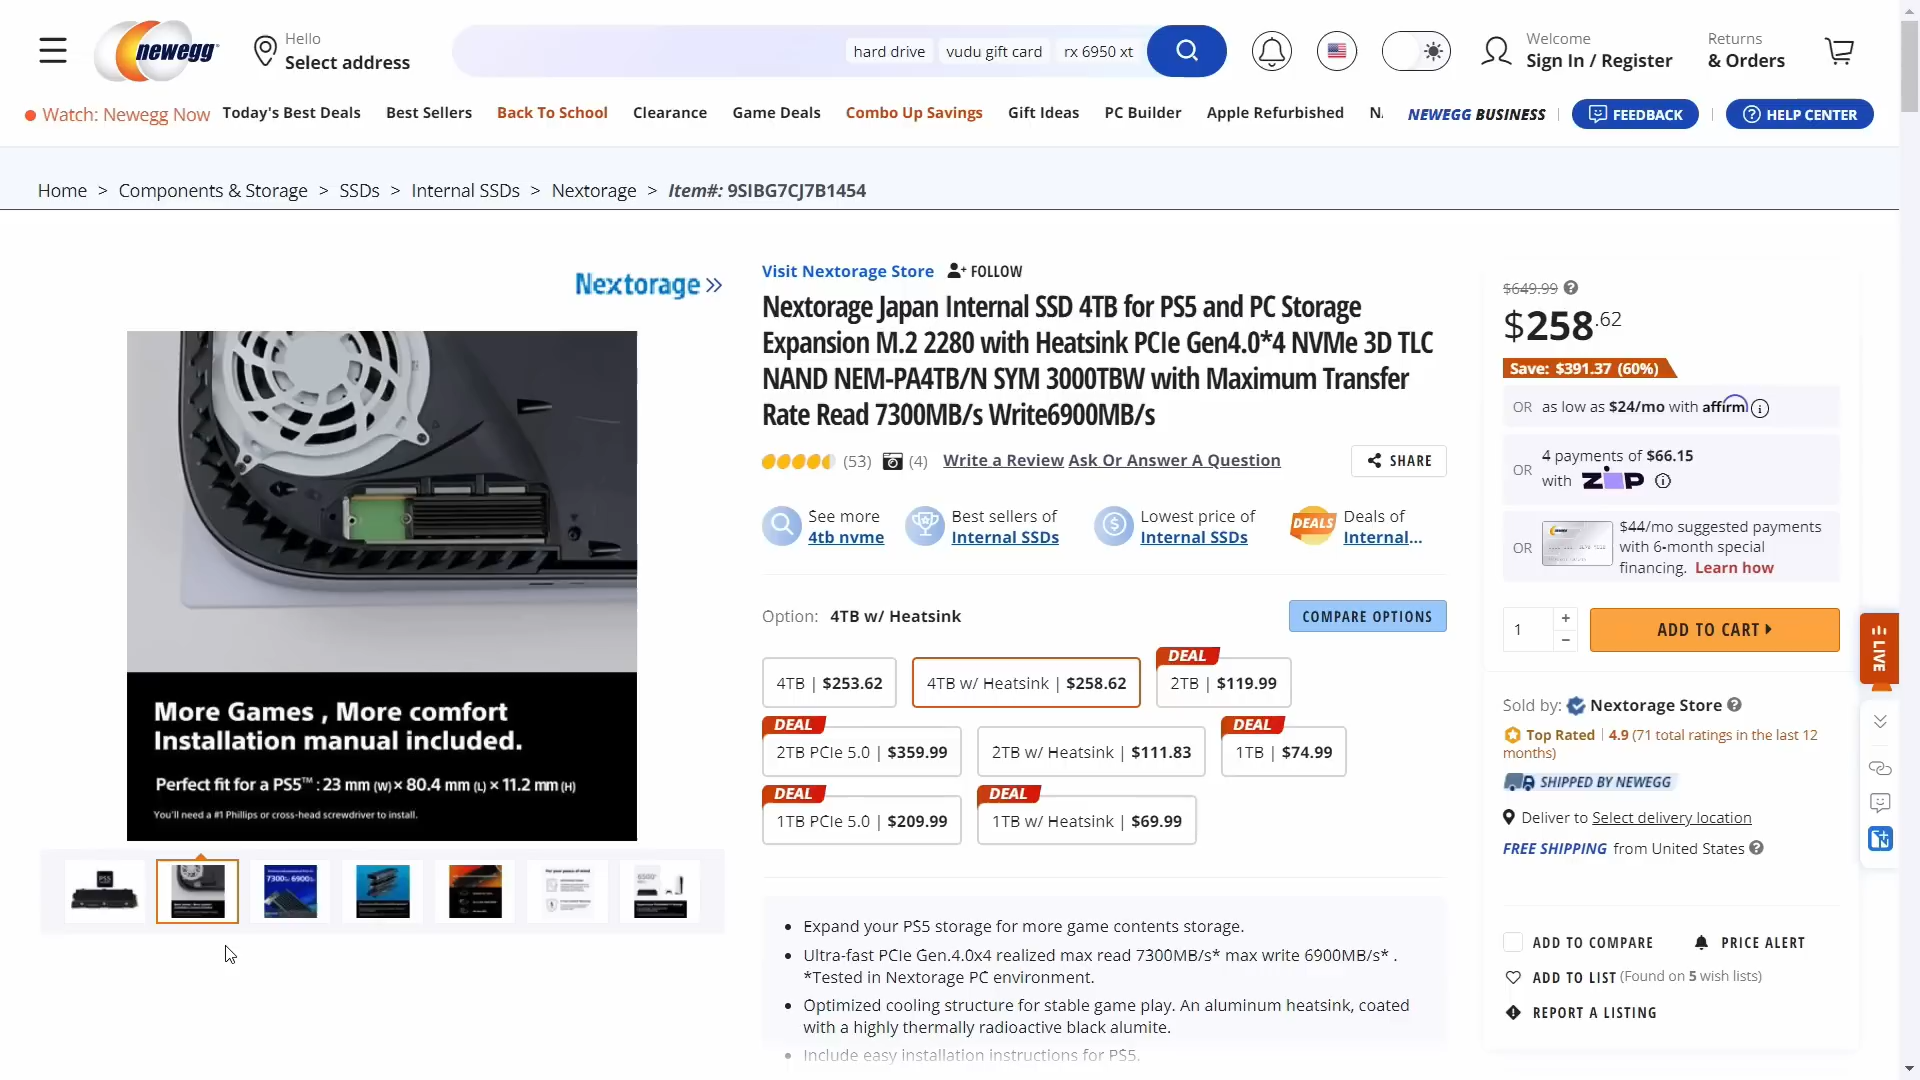 newegg
Hello
Select address
hard drive
vudu gift card
rx 6950 xt
Welcome
Sign In / Register
Returns
& Orders
Watch: Newegg Now
Today's Best Deals
Best Sellers
Back To School
Clearance
Game Deals
Combo Up Savings
Gift Ideas
PC Builder
Apple Refurbished
NEWEGG BUSINESS
FEEDBACK
HELP CENTER
Home > Components & Storage > SSDs > Internal SSDs > Nextorage > Item#: 9SIBG7CJ7B1454
Nextorage
More Games , More comfort
Installation manual included.
Perfect fit for a PS5™ : 23 mm (W) × 80.4 mm (L) × 11.2 mm (H)
You'll need a #1 Phillips or cross-head screwdriver to install.
PS5
7300 6900
For your peace of mind
6500
Visit Nextorage Store
FOLLOW
Nextorage Japan Internal SSD 4TB for PS5 and PC Storage
Expansion M.2 2280 with Heatsink PCIe Gen4.0*4 NVMe 3D TLC
NAND NEM-PA4TB/N SYM 3000TBW with Maximum Transfer
Rate Read 7300MB/s Write6900MB/s
(53)
(4)
Write a Review
Ask Or Answer A Question
SHARE
See more
4tb nvme
Best sellers of
Internal SSDs
Lowest price of
Internal SSDs
DEALS
Deals of
Internal...
Option: 4TB w/ Heatsink
COMPARE OPTIONS
4TB | $253.62
4TB w/ Heatsink | $258.62
DEAL
2TB | $119.99
DEAL
2TB PCIe 5.0 | $359.99
2TB w/ Heatsink | $111.83
DEAL
1TB | $74.99
DEAL
1TB PCIe 5.0 | $209.99
DEAL
1TB w/ Heatsink | $69.99
Expand your PS5 storage for more game contents storage.
Ultra-fast PCIe Gen.4.0x4 realized max read 7300MB/s* max write 6900MB/s* .
*Tested in Nextorage PC environment.
Optimized cooling structure for stable game play. An aluminum heatsink, coated
with a highly thermally radioactive black alumite.
Include easy installation instructions for PS5.
$649.99
$258.62
Save: $391.37 (60%)
OR as low as $24/mo with affirm
OR
4 payments of $66.15
with ZIP
OR
$44/mo suggested payments
with 6-month special
financing. Learn how
1
ADD TO CART
Sold by: Nextorage Store
Top Rated | 4.9 (71 total ratings in the last 12
months)
SHIPPED BY NEWEGG
Deliver to Select delivery location
FREE SHIPPING from United States
ADD TO COMPARE
PRICE ALERT
ADD TO LIST (Found on 5 wish lists)
REPORT A LISTING
LIVE